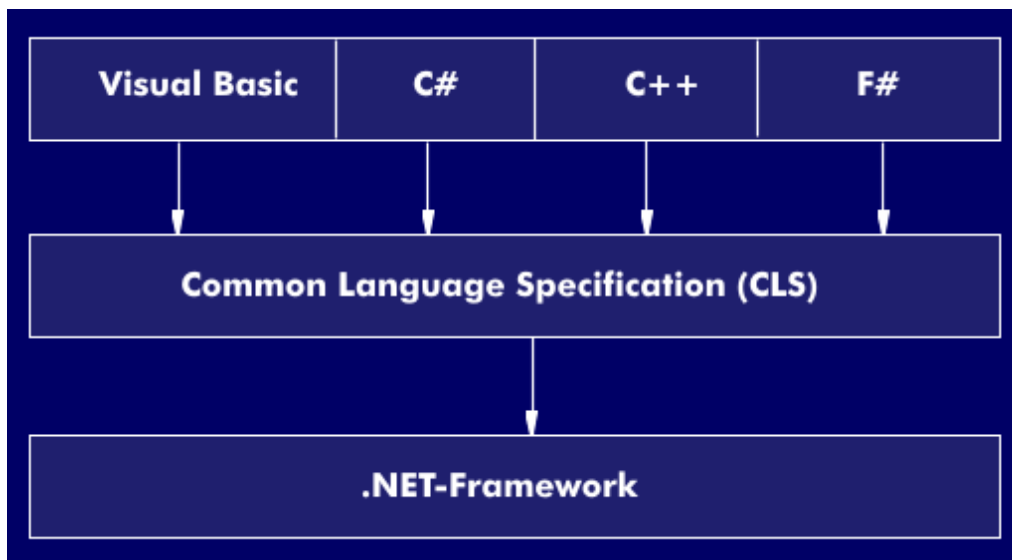 Visual Basic C# C++ F#
Common Language Specification (CLS)
.NET-Framework